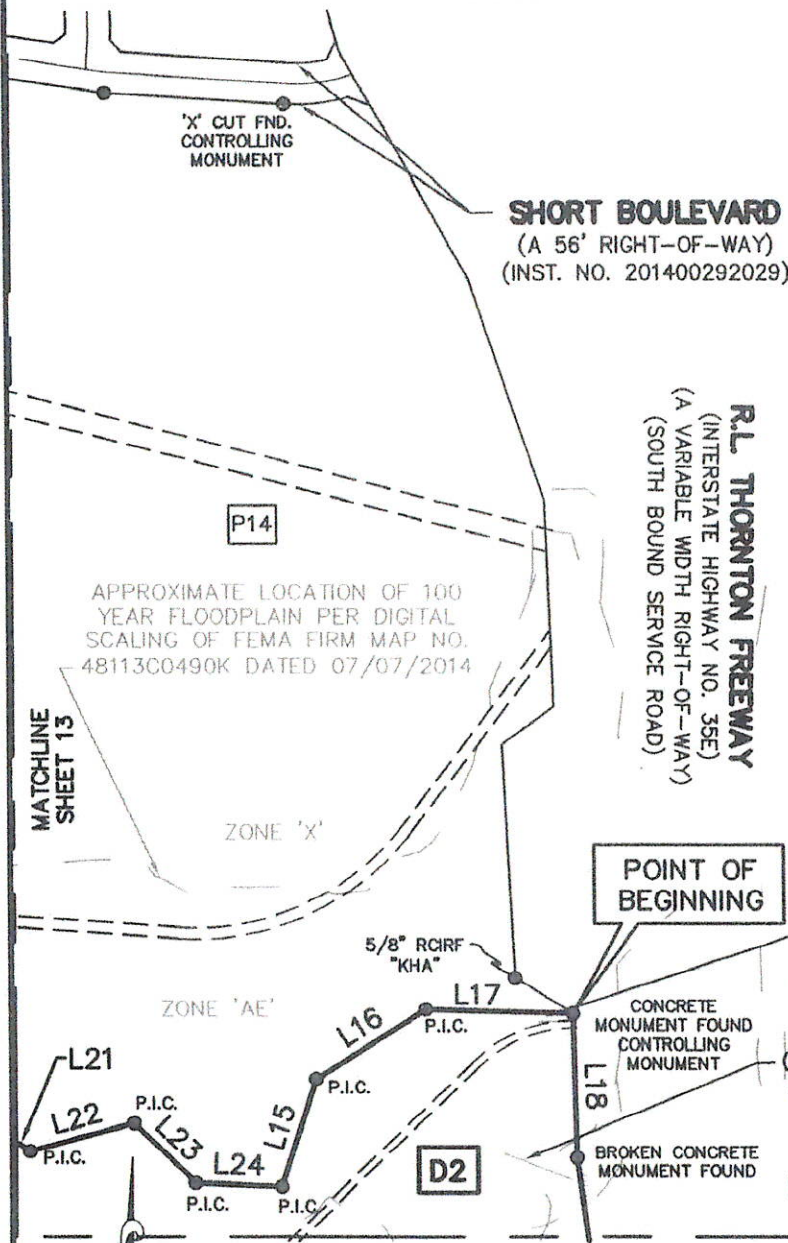 'X' CUT FND.
CONTROLLING
MONUMENT
SHORT BOULEVARD
(A 56' RIGHT-OF-WAY)
(INST. NO. 201400292029)
R.L. THORNTON FREEWAY
(INTERSTATE HIGHWAY NO. 35E)
(A VARIABLE WIDTH RIGHT-OF-WAY)
(SOUTH BOUND SERVICE ROAD)
P14
APPROXIMATE LOCATION OF 100
YEAR FLOODPLAIN PER DIGITAL
SCALING OF FEMA FIRM MAP NO.
48113C0490K DATED 07/07/2014
MATCHLINE
SHEET 13
ZONE 'X'
POINT OF
BEGINNING
5/8" RCIRF
"KHA"
ZONE 'AE'
L17
P.I.C.
CONCRETE
MONUMENT FOUND
CONTROLLING
MONUMENT
L16
P.I.C.
L18
L21
L22
P.I.C.
P.I.C.
L23
L15
L24
P.I.C.
P.I.C.
D2
BROKEN CONCRETE
MONUMENT FOUND